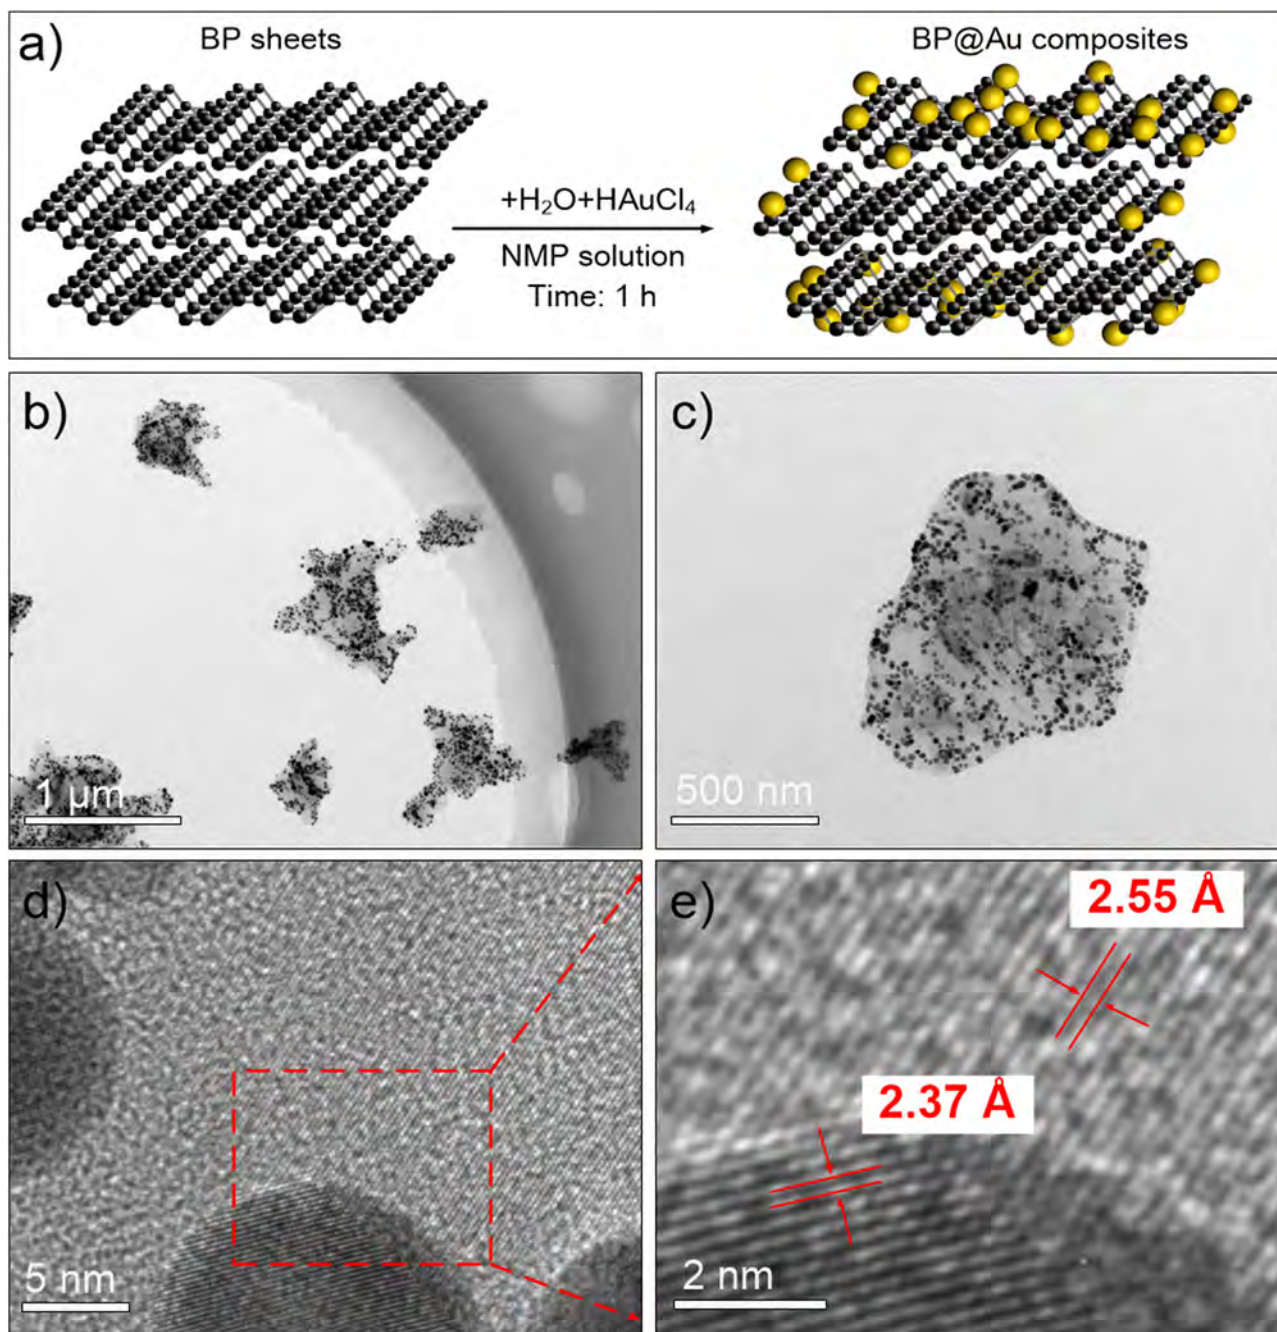 a)
BP sheets
BP@Au composites
+H₂O+HAuCl₄
NMP solution
Time: 1 h
b)
1 µm
c)
500 nm
d)
5 nm
e)
2.55 Å
2.37 Å
2 nm